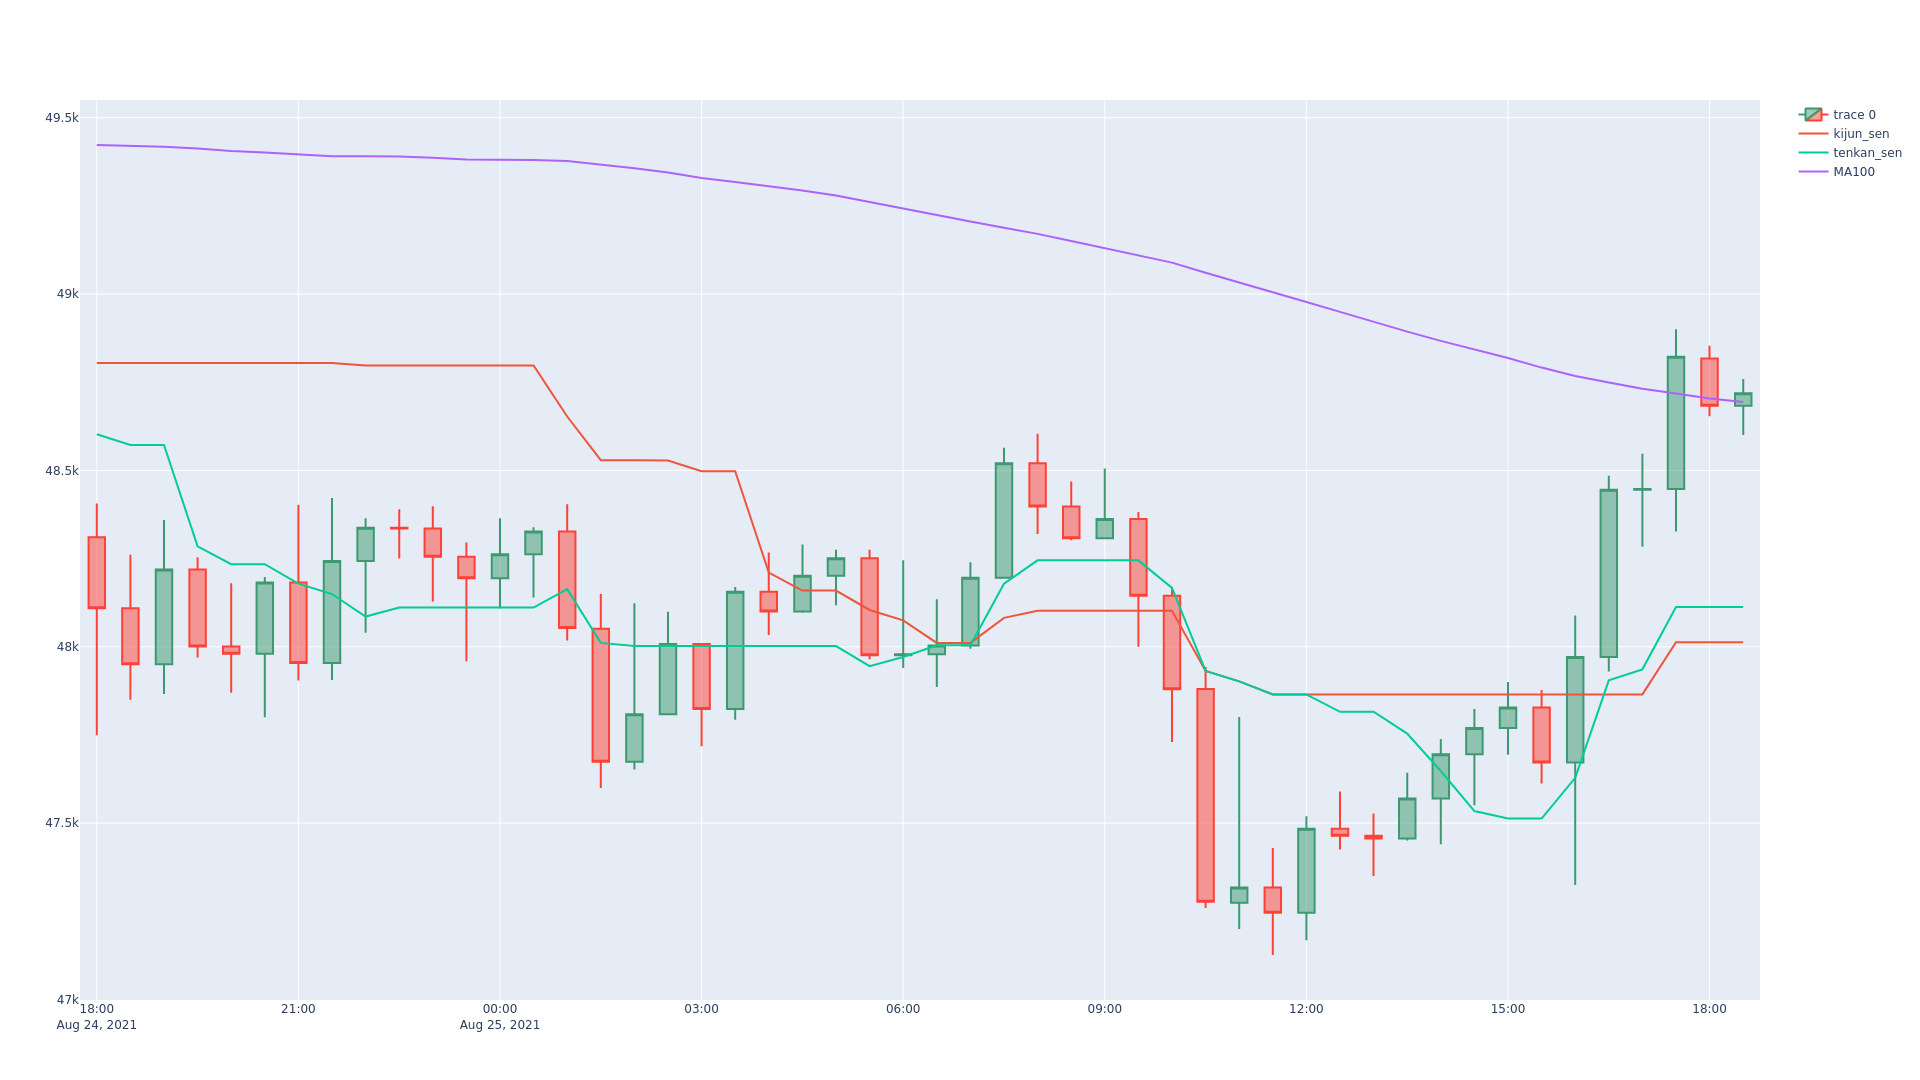 49.5k
49k
48.5k
48k
47.5k
47k
18:00 21:00 00:00 03:00 06:00 09:00 12:00 15:00 18:00
Aug 24, 2021 Aug 25, 2021
trace 0
kijun_sen
tenkan_sen
MA100